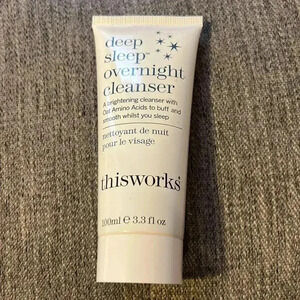 deep
sleep™
overnight
cleanser
A brightening cleanser with
Oat Amino Acids to buff and
smooth whilst you sleep
nettoyant de nuit
pour le visage
thisworks®
100ml e 3.3 fl oz